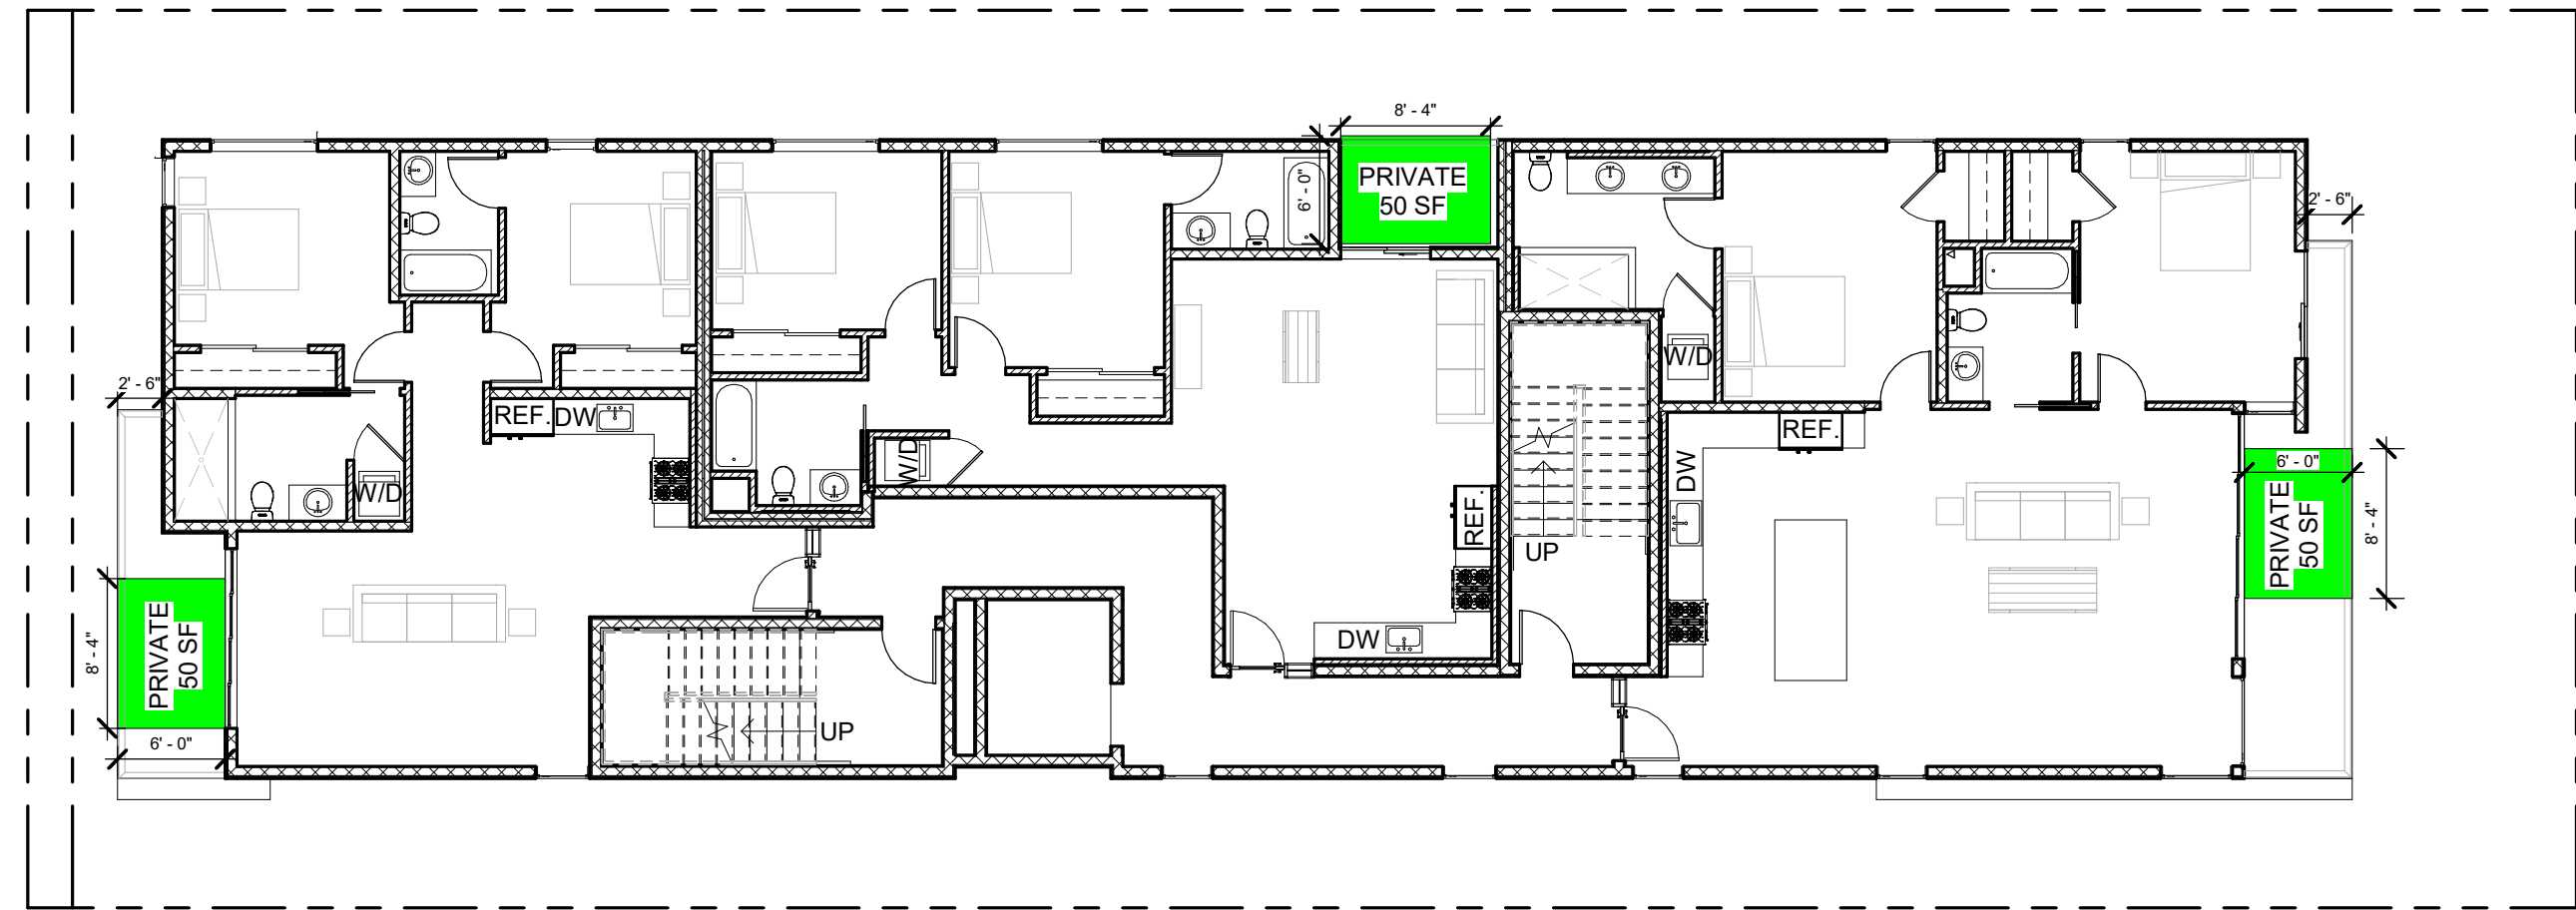 8' - 4"
PRIVATE
50 SF
6' - 0"
2' - 6"
2' - 6"
W/D
REF.
DW
REF.
DW
W/D
W/D
6' - 0"
PRIVATE
50 SF
8' - 4"
REF.
UP
PRIVATE
50 SF
8' - 4"
DW
UP
6' - 0"